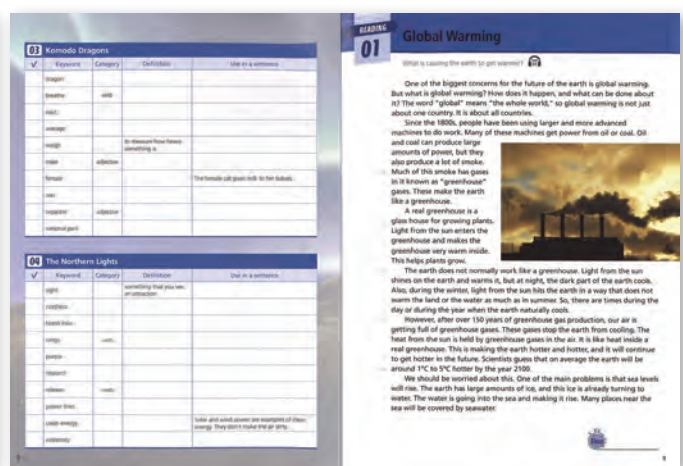 03 Komodo Dragons
✓ Keyword Category Definition Use in a sentence
dragon
breathe verb
adult
average
weigh to measure how heavy
something is
male adjective
female The female cat gives milk to her babies.
separate adjective
national park
04 The Northern Lights
✓ Keyword Category Definition Use in a sentence
sight something that you see,
an attraction
northern
research
release
power lines
clean energy Solar and wind power are examples of clean
energy. They don't make the air dirty.
extremely
READING
01
Global Warming
What is causing the earth to get warmer?
One of the biggest concerns for the future of the earth is global warming.
But what is global warming? How does it happen, and what can be done about
it? The word "global" means "the whole world," so global warming is not just
about one country. It is about all countries.
Since the 1800s, people have been using larger and more advanced
machines to do work. Many of these machines get power from oil or coal. Oil
and coal can produce large
amounts of power, but they
also produce a lot of smoke.
Much of this smoke has gases
in it known as "greenhouse"
gases. These make the earth
like a greenhouse.
A real greenhouse is a
glass house for growing plants.
Light from the sun enters the
greenhouse and makes the
greenhouse very warm inside.
This helps plants grow.
The earth does not normally work like a greenhouse. Light from the sun
shines on the earth and warms it, but at night, the dark part of the earth cools.
Also, during the winter, light from the sun hits the earth in a way that does not
warm the land or the water as much as in summer. So, there are times during the
day or during the year when the earth naturally cools.
However, after over 150 years of greenhouse gas production, our air is
getting full of greenhouse gases. These gases stop the earth from cooling. The
heat from the sun is held by greenhouse gases in the air. It is like heat inside a
real greenhouse. This is making the earth hotter and hotter, and it will continue
to get hotter in the future. Scientists guess that on average the earth will be
around 1°C to 5°C hotter by the year 2100.
We should be worried about this. One of the main problems is that sea levels
will rise. The earth has large amounts of ice, and this ice is already turning to
water. The water is going into the sea and making it rise. Many places near the
sea will be covered by seawater.
9